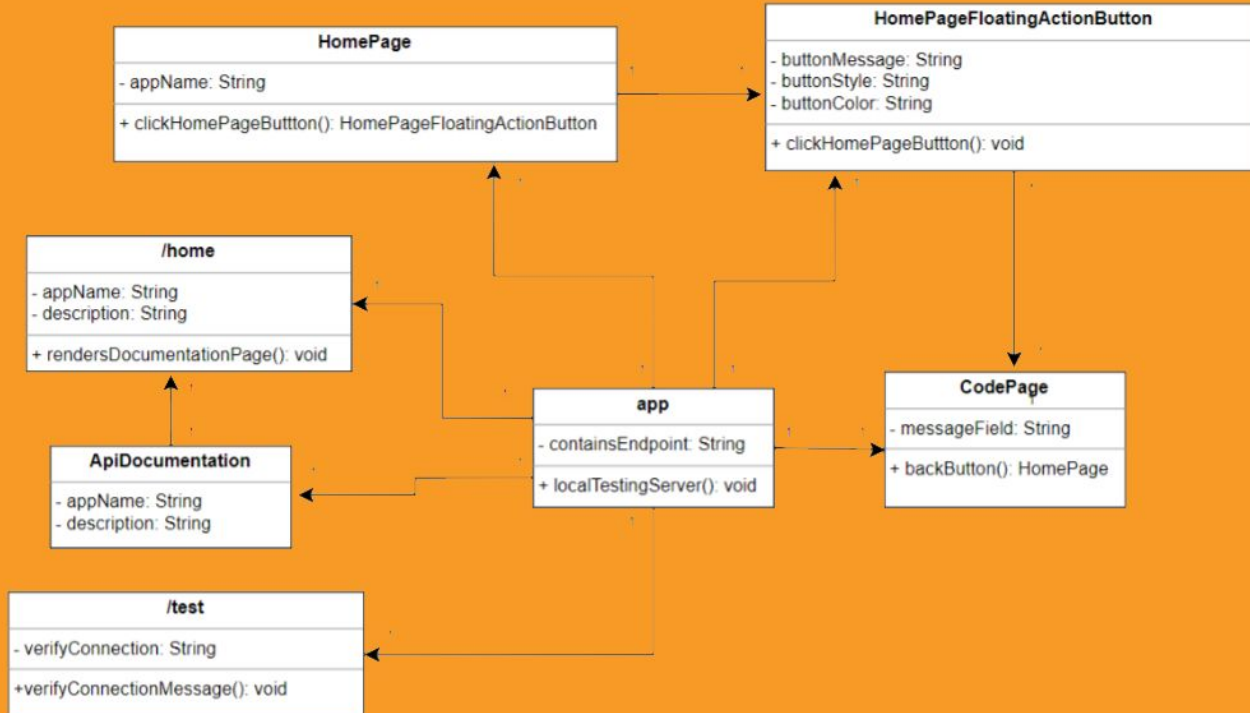 HomePage
- appName: String
+ clickHomePageButtton(): HomePageFloatingActionButton
HomePageFloatingActionButton
- buttonMessage: String
- buttonStyle: String
- buttonColor: String
+ clickHomePageButtton(): void
/home
- appName: String
- description: String
+ rendersDocumentationPage(): void
ApiDocumentation
- appName: String
- description: String
app
- containsEndpoint: String
+ localTestingServer(): void
CodePage
- messageField: String
+ backButton(): HomePage
/test
- verifyConnection: String
+verifyConnectionMessage(): void